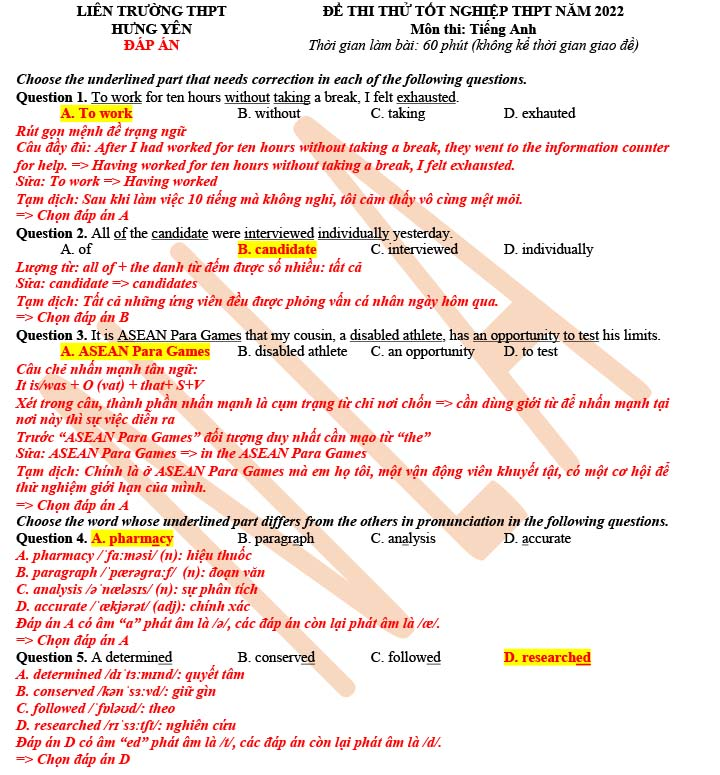 LIÊN TRƯỜNG THPT
HƯNG YÊN
ĐÁP ÁN
ĐỀ THI THỬ TỐT NGHIỆP THPT NĂM 2022
Môn thi: Tiếng Anh
Thời gian làm bài: 60 phút (không kể thời gian giao đề)
Choose the underlined part that needs correction in each of the following questions.
Question 1. To work for ten hours without taking a break, I felt exhausted.
A. To work B. without C. taking D. exhauted
Rút gọn mệnh đề trạng ngữ
Câu đầy đủ: After I had worked for ten hours without taking a break, they went to the information counter
for help. => Having worked for ten hours without taking a break, I felt exhausted.
Sửa: To work => Having worked
Tạm dịch: Sau khi làm việc 10 tiếng mà không nghỉ, tôi cảm thấy vô cùng mệt mỏi.
=> Chọn đáp án A
Question 2. All of the candidate were interviewed individually yesterday.
A. of B. candidate C. interviewed D. individually
Lượng từ: all of + the danh từ đếm được số nhiều: tất cả
Sửa: candidate => candidates
Tạm dịch: Tất cả những ứng viên đều được phỏng vấn cá nhân ngày hôm qua.
=> Chọn đáp án B
Question 3. It is ASEAN Para Games that my cousin, a disabled athlete, has an opportunity to test his limits.
A. ASEAN Para Games B. disabled athlete C. an opportunity D. to test
Câu chẻ nhấn mạnh tân ngữ:
It is/was + O (vat) + that+ S+V
Xét trong câu, thành phần nhấn mạnh là cụm trạng từ chỉ nơi chốn => cần dùng giới từ để nhấn mạnh tại
nơi này thì sự việc diễn ra
Trước “ASEAN Para Games” đối tượng duy nhất cần mạo từ “the”
Sửa: ASEAN Para Games => in the ASEAN Para Games
Tạm dịch: Chính là ở ASEAN Para Games mà em họ tôi, một vận động viên khuyết tật, có một cơ hội để
thử nghiệm giới hạn của mình.
=> Chọn đáp án A
Choose the word whose underlined part differs from the others in pronunciation in the following questions.
Question 4. A. pharmacy B. paragraph C. analysis D. accurate
A. pharmacy /ˈfɑːməsi/ (n): hiệu thuốc
B. paragraph /ˈpærəɡrɑːf/ (n): đoạn văn
C. analysis /əˈnæləsɪs/ (n): sự phân tích
D. accurate /ˈækjərət/ (adj): chính xác
Đáp án A có âm “a” phát âm là /ə/, các đáp án còn lại phát âm là /æ/.
=> Chọn đáp án A
Question 5. A determined B. conserved C. followed D. researched
A. determined /dɪˈtɜːmɪnd/: quyết tâm
B. conserved /kənˈsɜːvd/: giữ gìn
C. followed /ˈfɒləʊd/: theo
D. researched /rɪˈsɜːtʃt/: nghiên cứu
Đáp án D có âm “ed” phát âm là /t/, các đáp án còn lại phát âm là /d/.
=> Chọn đáp án D